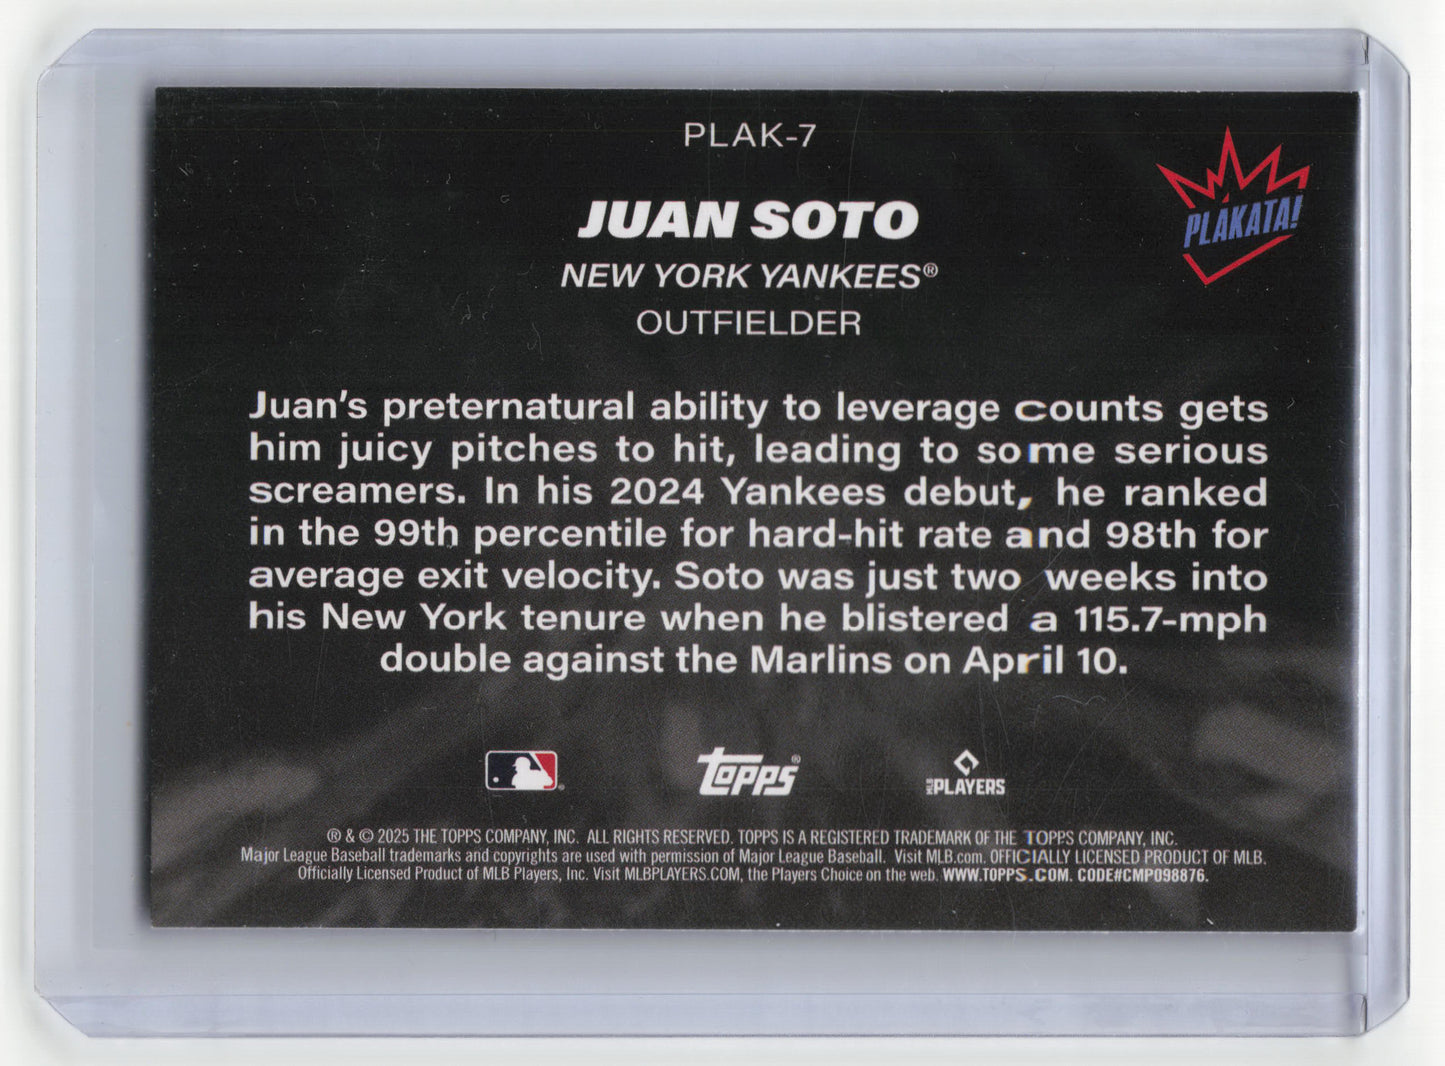 PLAK-7
PLAKATA!
JUAN SOTO
NEW YORK YANKEES®
OUTFIELDER
Juan's preternatural ability to leverage counts gets
him juicy pitches to hit, leading to some serious
screamers. In his 2024 Yankees debut, he ranked
in the 99th percentile for hard-hit rate and 98th for
average exit velocity. Soto was just two weeks into
his New York tenure when he blistered a 115.7-mph
double against the Marlins on April 10.
Topps®
MLB PLAYERS
® & © 2025 THE TOPPS COMPANY, INC. ALL RIGHTS RESERVED. TOPPS IS A REGISTERED TRADEMARK OF THE TOPPS COMPANY, INC.
Major League Baseball trademarks and copyrights are used with permission of Major League Baseball. Visit MLB.com. OFFICIALLY LICENSED PRODUCT OF MLB.
Officially Licensed Product of MLB Players, Inc. Visit MLBPLAYERS.COM, the Players Choice on the web. WWW.TOPPS.COM. CODE#CMP098876.